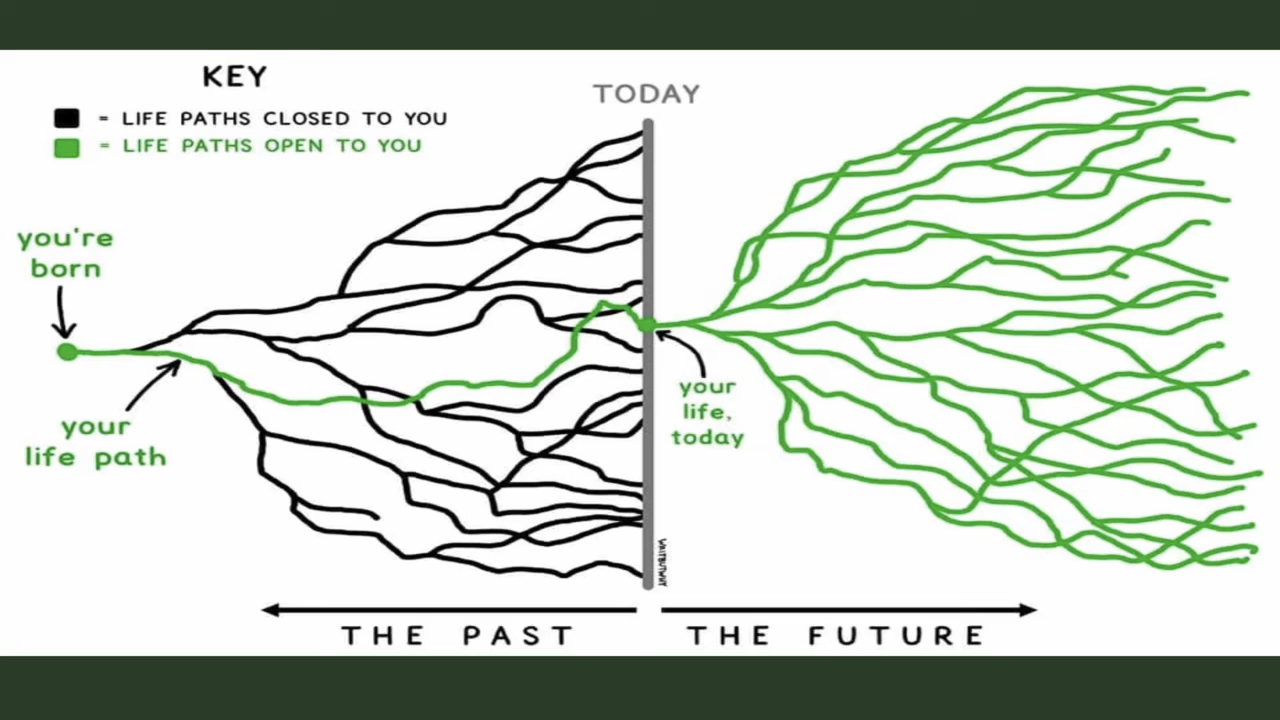 KEY
= LIFE PATHS CLOSED TO YOU
= LIFE PATHS OPEN TO YOU
TODAY
you're
born
your
life path
your
life,
today
WAITBUTWHY
THE PAST
THE FUTURE